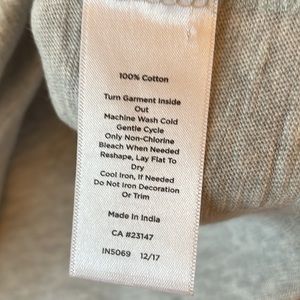 100% Cotton
Turn Garment Inside
Out
Machine Wash Cold
Gentle Cycle
Only Non-Chlorine
Bleach When Needed
Reshape, Lay Flat To
Dry
Cool Iron, If Needed
Do Not Iron Decoration
Or Trim
Made In India
CA #23147
IN5069 12/17